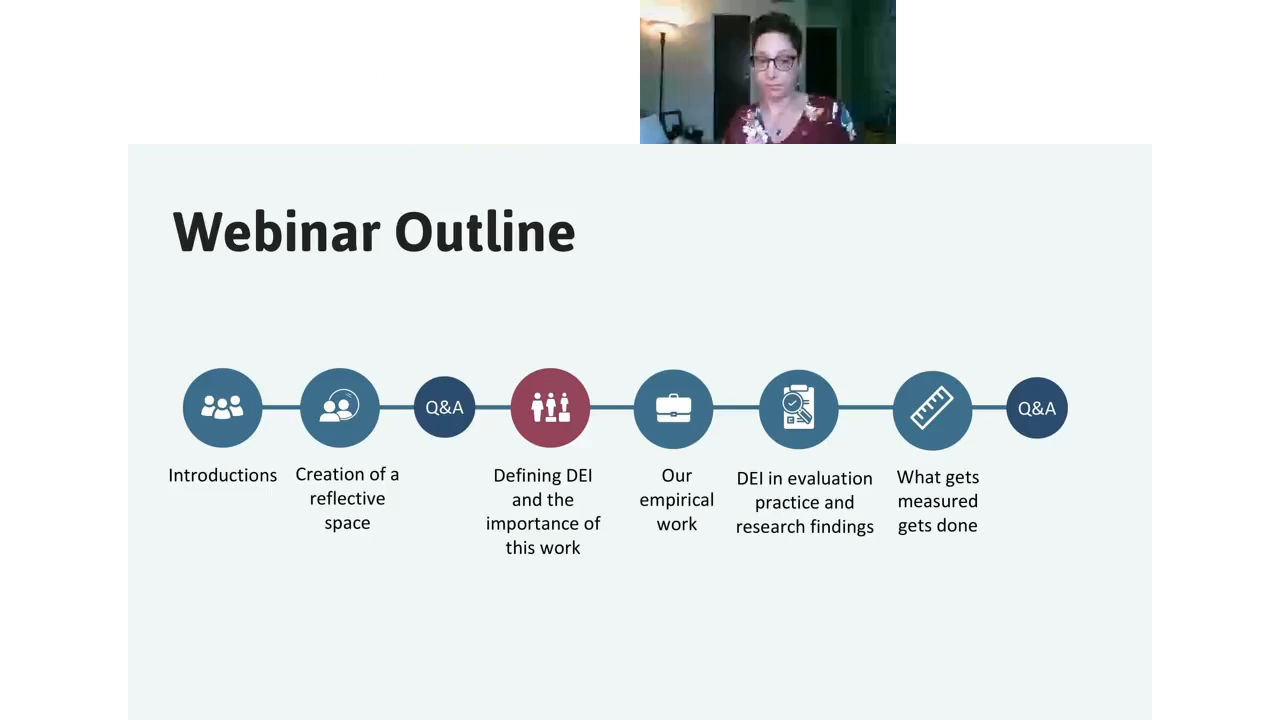 Webinar Outline
Q&A
Q&A
Introductions
Creation of a
reflective
space
Defining DEI
and the
importance of
this work
Our
empirical
work
DEI in evaluation
practice and
research findings
What gets
measured
gets done